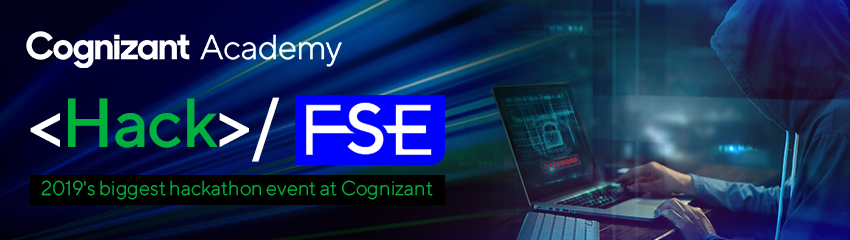 Cognizant Academy
<Hack>/ FSE
2019's biggest hackathon event at Cognizant